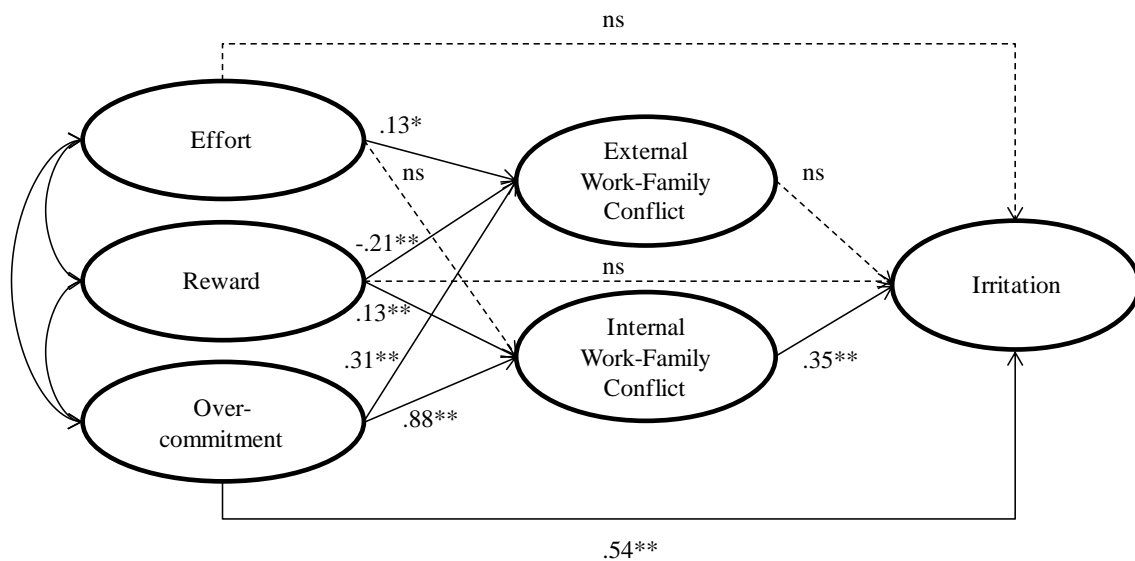 ns
Effort
.13*
ns
External
Work-Family
Conflict
ns
Reward
-.21**
ns
.13**
Irritation
Internal
Work-Family
Conflict
.31**
.35**
Over-
commitment
.88**
.54**